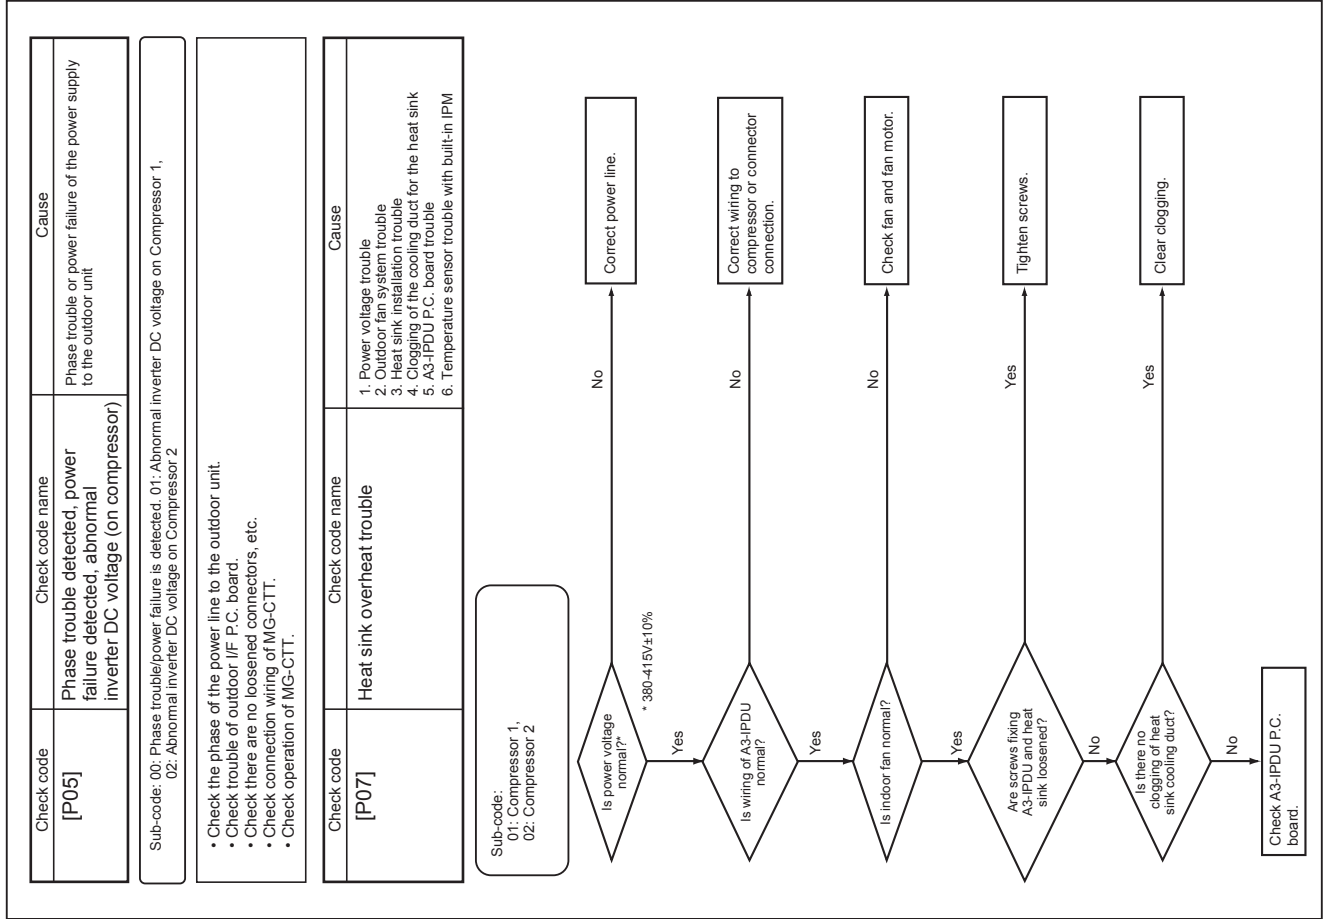 Check code
Check code name
Cause
[P05]
Phase trouble detected, power
failure detected, abnormal
inverter DC voltage (on compressor)
Phase trouble or power failure of the power supply
to the outdoor unit
Sub-code: 00: Phase trouble/power failure is detected. 01: Abnormal inverter DC voltage on Compressor 1,
02: Abnormal inverter DC voltage on Compressor 2
• Check the phase of the power line to the outdoor unit.
• Check trouble of outdoor I/F P.C. board.
• Check there are no loosened connectors, etc.
• Check connection wiring of MG-CTT.
• Check operation of MG-CTT.
Check code
Check code name
Cause
[P07]
Heat sink overheat trouble
1. Power voltage trouble
2. Outdoor fan system trouble
3. Heat sink installation trouble
4. Clogging of the cooling duct for the heat sink
5. A3-IPDU P.C. board trouble
6. Temperature sensor trouble with built-in IPM
Sub-code:
01: Compressor 1,
02: Compressor 2
Is power voltage
normal?*
* 380-415V±10%
No
Correct power line.
Yes
Is wiring of A3-IPDU
normal?
No
Correct wiring to
compressor or connector
connection.
Yes
Is indoor fan normal?
No
Check fan and fan motor.
Yes
Are screws fixing
A3-IPDU and heat
sink loosened?
Yes
Tighten screws.
No
Is there no
clogging of heat
sink cooling duct?
Yes
Clear clogging.
No
Check A3-IPDU P.C.
board.